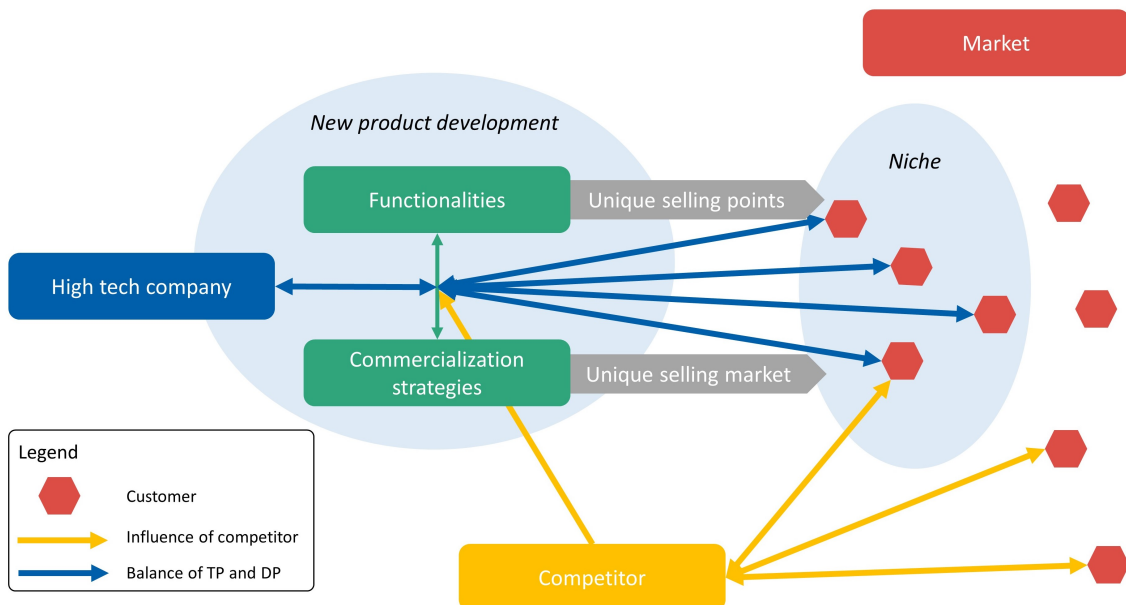 Market
New product development
Niche
Functionalities
Unique selling points
High tech company
Commercialization
strategies
Unique selling market
Legend
Customer
Influence of competitor
Balance of TP and DP
Competitor